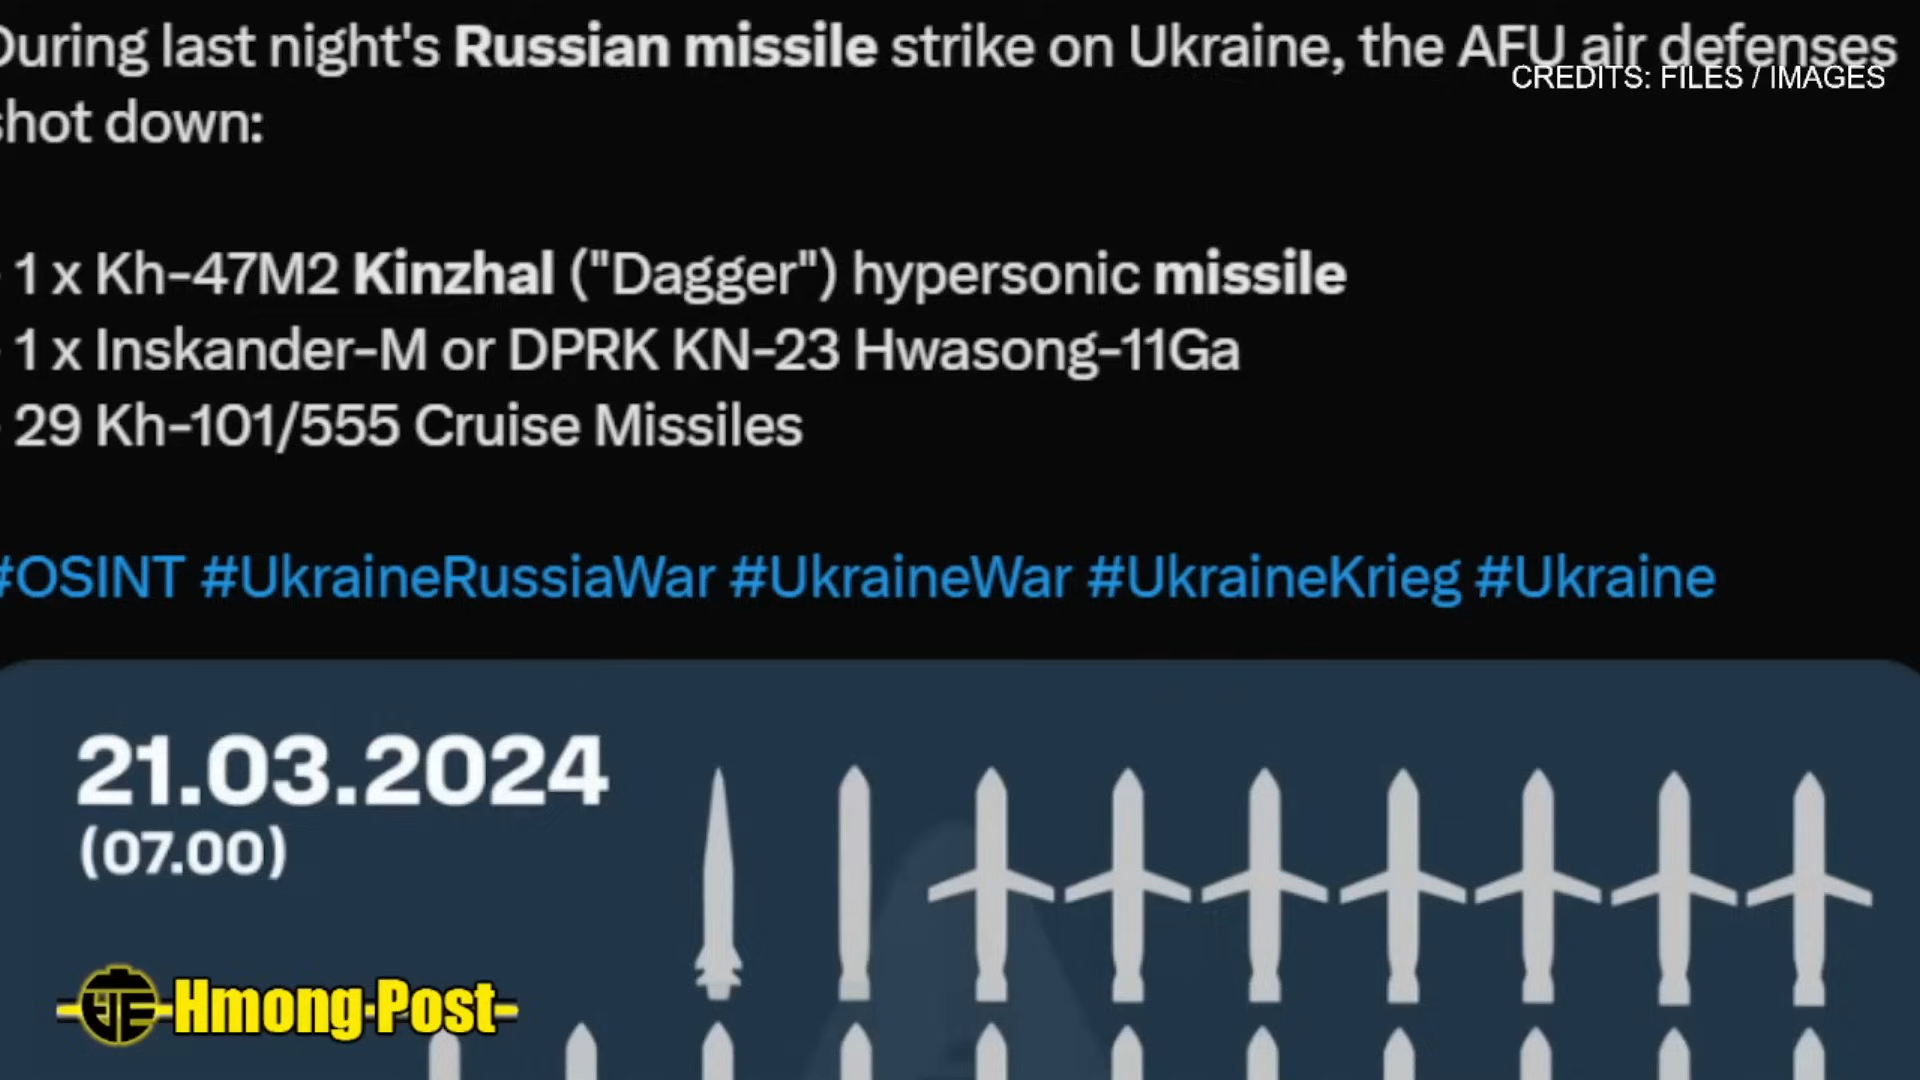 During last night's Russian missile strike on Ukraine, the AFU air defenses
CREDITS: FILES / IMAGES
shot down:
- 1 x Kh-47M2 Kinzhal ("Dagger") hypersonic missile
- 1 x Inskander-M or DPRK KN-23 Hwasong-11Ga
- 29 Kh-101/555 Cruise Missiles
#OSINT #UkraineRussiaWar #UkraineWar #UkraineKrieg #Ukraine
21.03.2024
(07.00)
Hmong Post